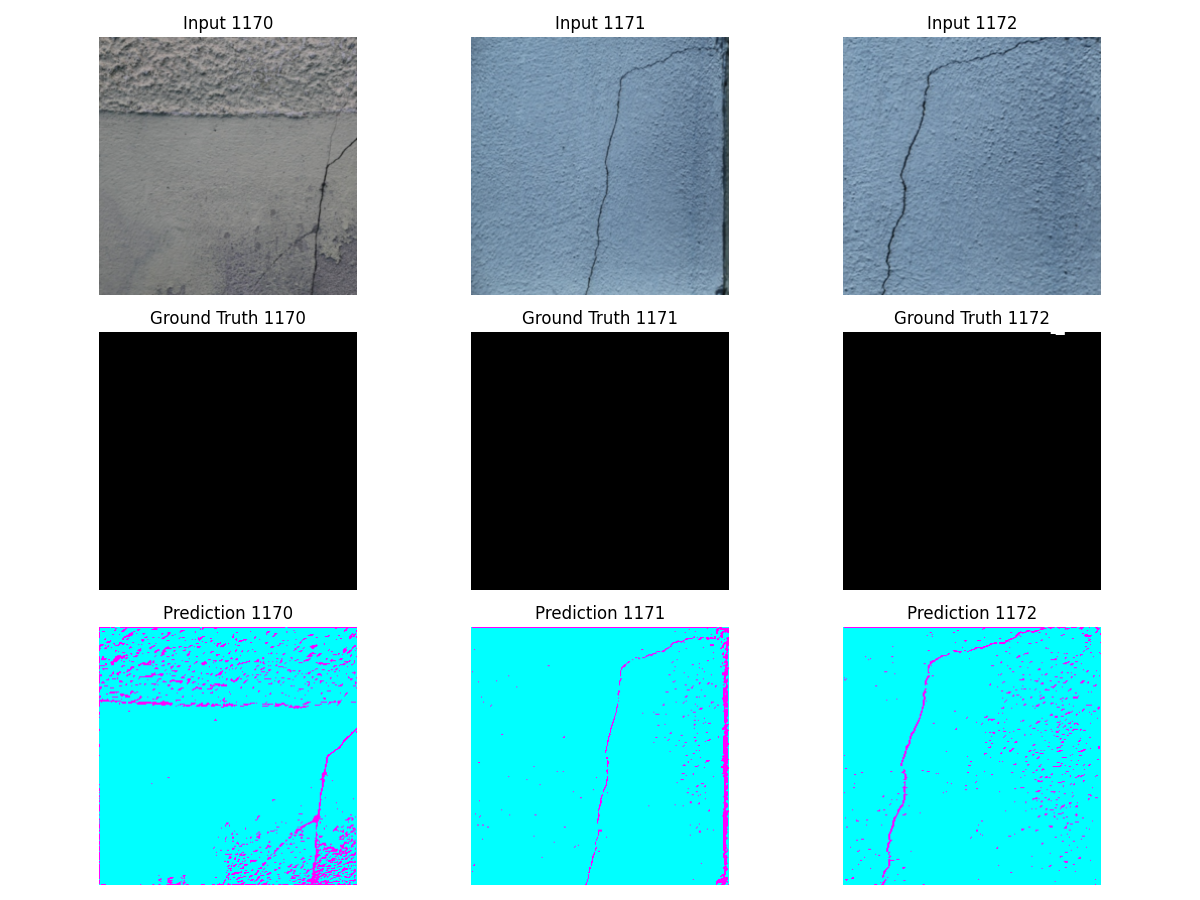 Input 1170
Input 1171
Input 1172
Ground Truth 1170
Ground Truth 1171
Ground Truth 1172
Prediction 1170
Prediction 1171
Prediction 1172